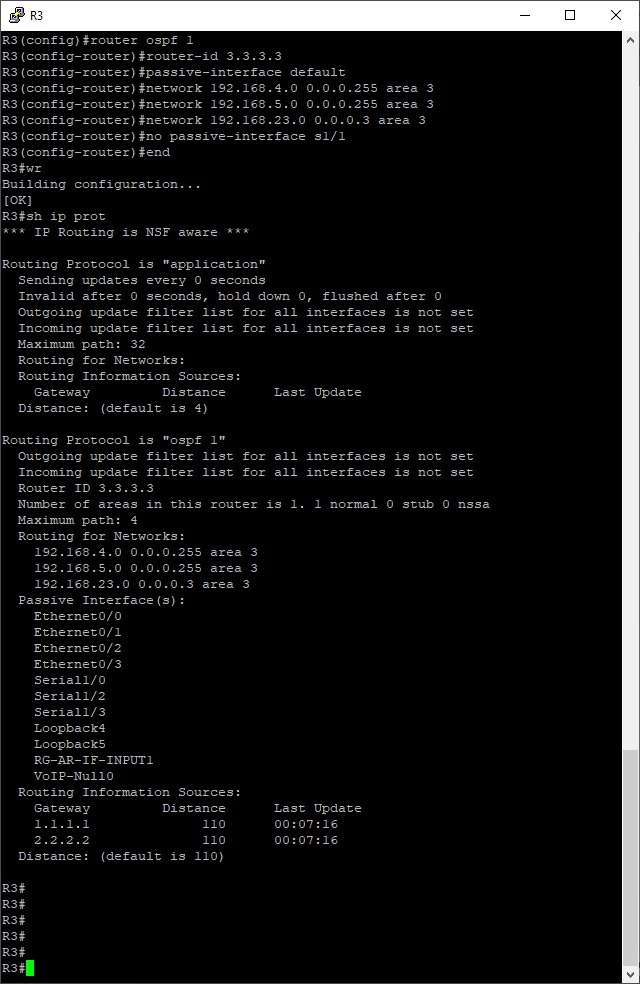 R3
R3(config)#router ospf 1
R3(config-router)#router-id 3.3.3.3
R3(config-router)#passive-interface default
R3(config-router)#network 192.168.4.0 0.0.0.255 area 3
R3(config-router)#network 192.168.5.0 0.0.0.255 area 3
R3(config-router)#network 192.168.23.0 0.0.0.3 area 3
R3(config-router)#no passive-interface s1/1
R3(config-router)#end
R3#wr
Building configuration...
[OK]
R3#sh ip prot
*** IP Routing is NSF aware ***

Routing Protocol is "application"
  Sending updates every 0 seconds
  Invalid after 0 seconds, hold down 0, flushed after 0
  Outgoing update filter list for all interfaces is not set
  Incoming update filter list for all interfaces is not set
  Maximum path: 32
  Routing for Networks:
  Routing Information Sources:
    Gateway         Distance      Last Update
  Distance: (default is 4)

Routing Protocol is "ospf 1"
  Outgoing update filter list for all interfaces is not set
  Incoming update filter list for all interfaces is not set
  Router ID 3.3.3.3
  Number of areas in this router is 1. 1 normal 0 stub 0 nssa
  Maximum path: 4
  Routing for Networks:
    192.168.4.0 0.0.0.255 area 3
    192.168.5.0 0.0.0.255 area 3
    192.168.23.0 0.0.0.3 area 3
  Passive Interface(s):
    Ethernet0/0
    Ethernet0/1
    Ethernet0/2
    Ethernet0/3
    Serial1/0
    Serial1/2
    Serial1/3
    Loopback4
    Loopback5
    RG-AR-IF-INPUT1
    VoIP-Null0
  Routing Information Sources:
    Gateway         Distance      Last Update
    1.1.1.1              110      00:07:16
    2.2.2.2              110      00:07:16
  Distance: (default is 110)

R3#
R3#
R3#
R3#
R3#
R3#